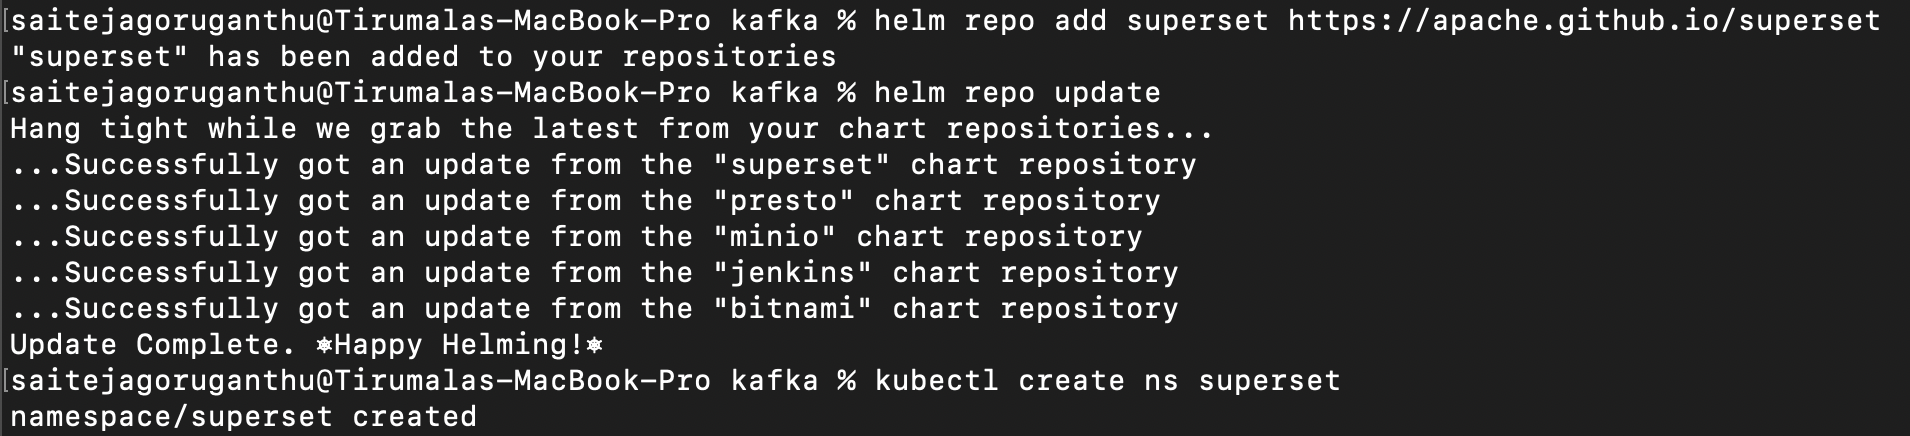 [saitejagoruganthu@Tirumalas-MacBook-Pro kafka % helm repo add superset https://apache.github.io/superset
"superset" has been added to your repositories
[saitejagoruganthu@Tirumalas-MacBook-Pro kafka % helm repo update
Hang tight while we grab the latest from your chart repositories...
...Successfully got an update from the "superset" chart repository
...Successfully got an update from the "presto" chart repository
...Successfully got an update from the "minio" chart repository
...Successfully got an update from the "jenkins" chart repository
...Successfully got an update from the "bitnami" chart repository
Update Complete. ⎈Happy Helming!⎈
[saitejagoruganthu@Tirumalas-MacBook-Pro kafka % kubectl create ns superset
namespace/superset created